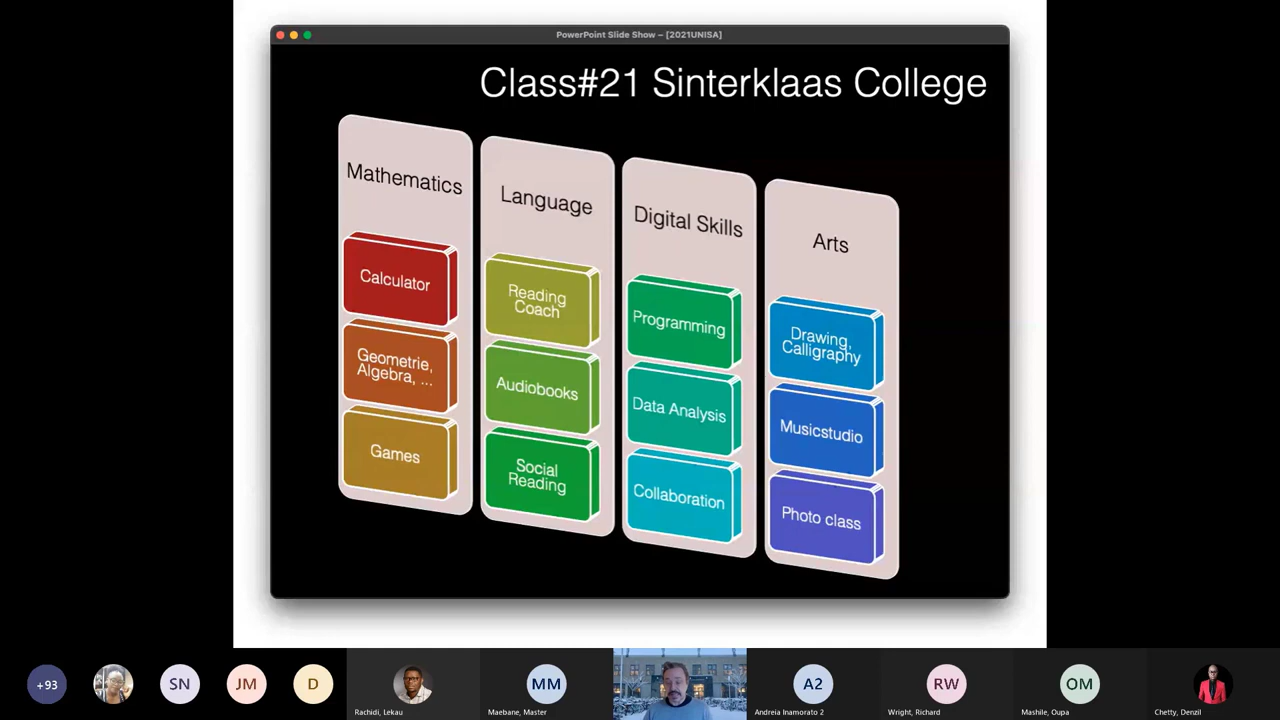 PowerPoint Slide Show – [2021UNISA]
Class#21 Sinterklaas College
Mathematics
Calculator
Geometrie,
Algebra, ...
Games
Language
Reading
Coach
Audiobooks
Social
Reading
Digital Skills
Programming
Data Analysis
Collaboration
Arts
Drawing,
Calligraphy
Musicstudio
Photo class
+93
SN
JM
D
Rachidi, Lekau
MM
Maebane, Master
A2
Andreia Inamorato 2
RW
Wright, Richard
OM
Mashile, Oupa
Chetty, Denzil